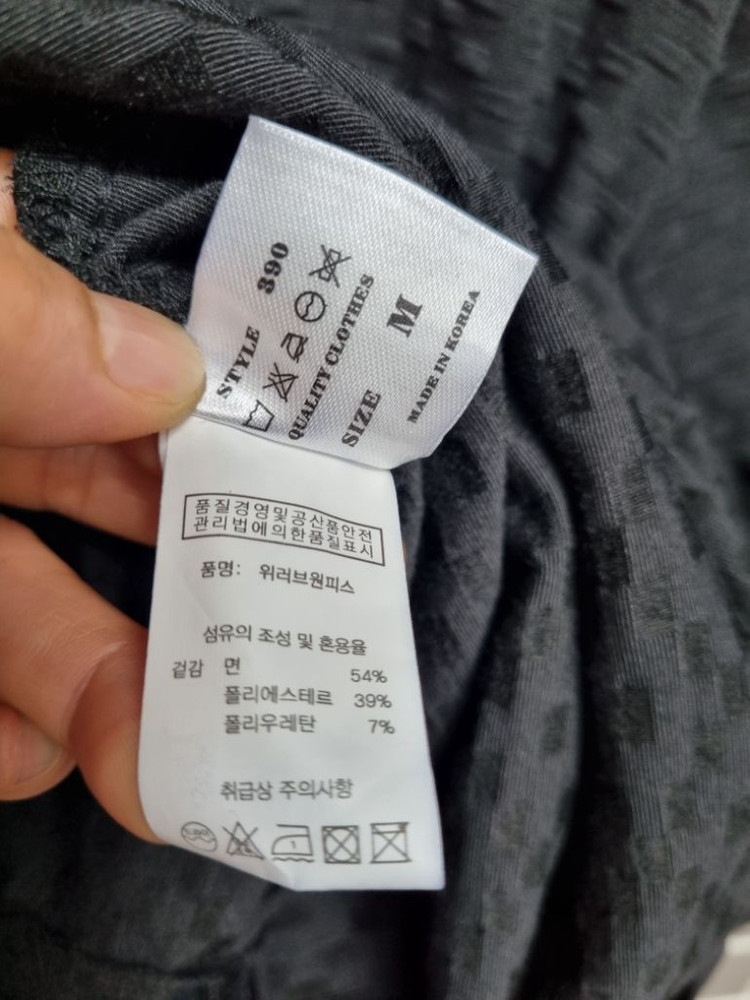 STYLE 390
QUALITY CLOTHES
SIZE M
MADE IN KOREA
품질경영및공산품안전
관리법에의한품질표시
품명: 위러브원피스
섬유의 조성 및 혼용율
겉감 면 54%
폴리에스테르 39%
폴리우레탄 7%
취급상 주의사항